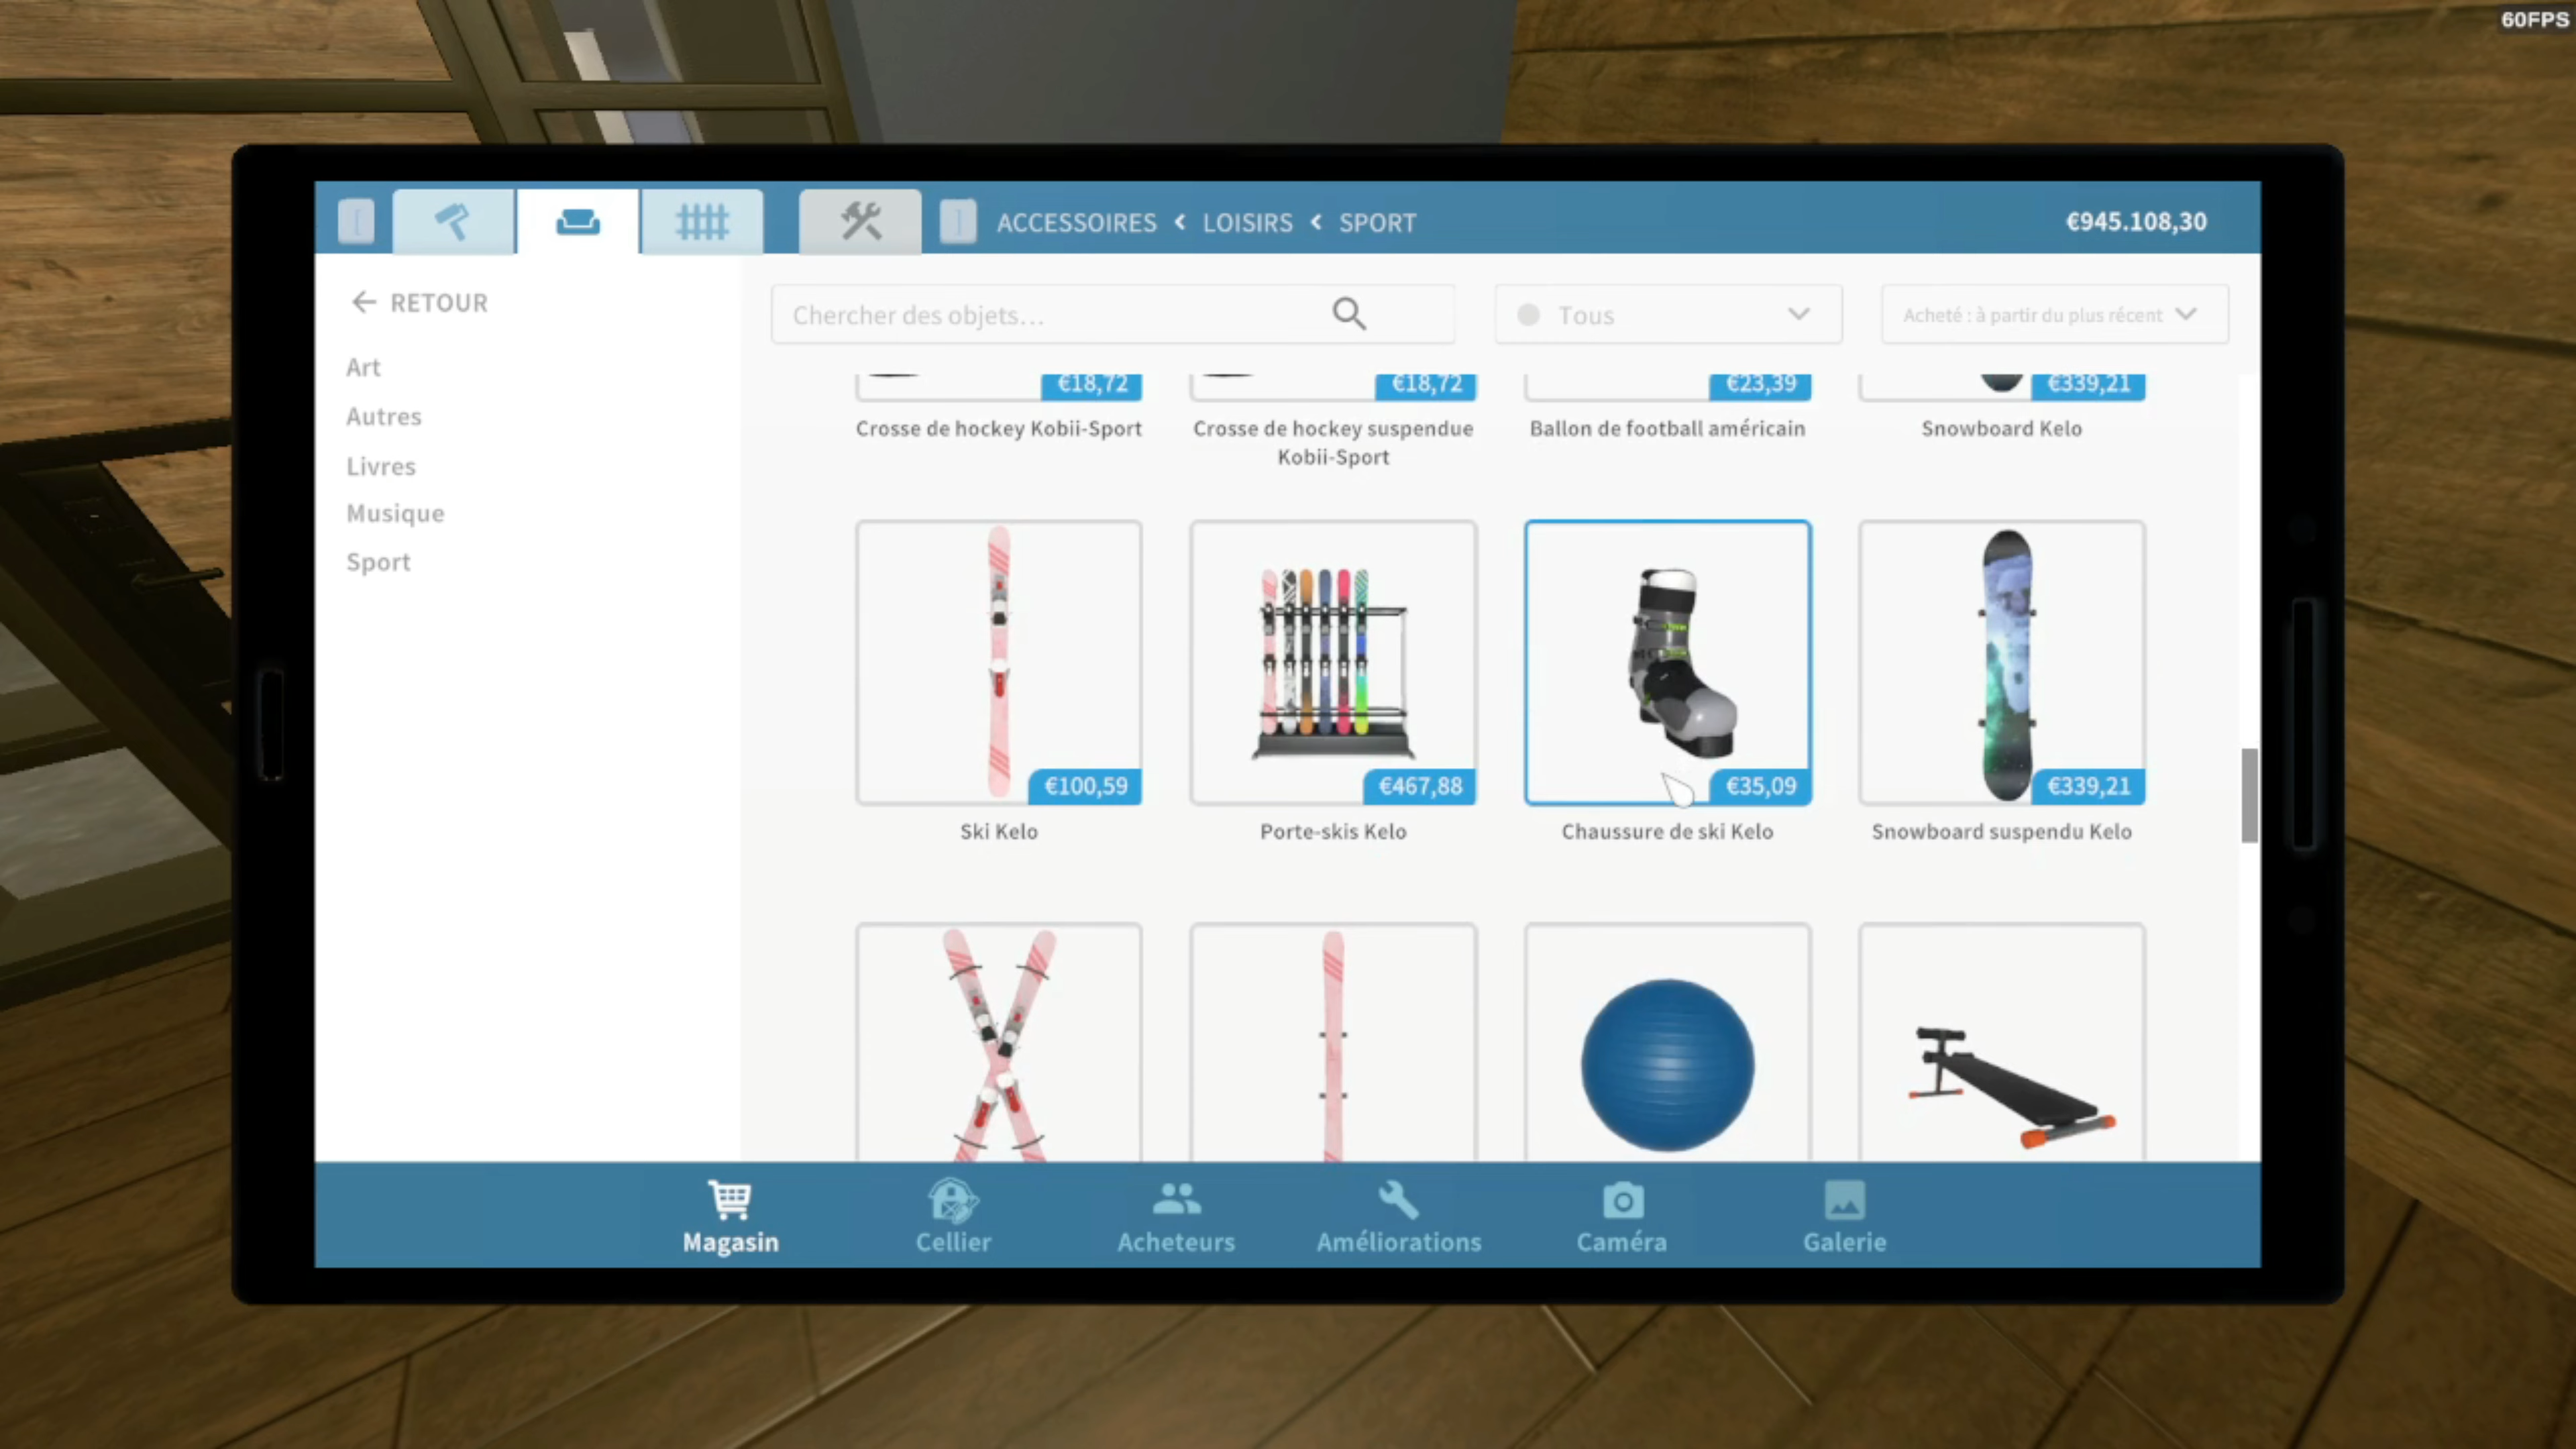 60FPS
[
]
ACCESSOIRES < LOISIRS < SPORT
€945.108,30
← RETOUR
Art
Autres
Livres
Musique
Sport
Chercher des objets...
Tous
Acheté : à partir du plus récent
€18,72
€18,72
€23,39
€339,21
Crosse de hockey Kobii-Sport
Crosse de hockey suspendue
Kobii-Sport
Ballon de football américain
Snowboard Kelo
€100,59
€467,88
€35,09
€339,21
Ski Kelo
Porte-skis Kelo
Chaussure de ski Kelo
Snowboard suspendu Kelo
Magasin
Cellier
Acheteurs
Améliorations
Caméra
Galerie